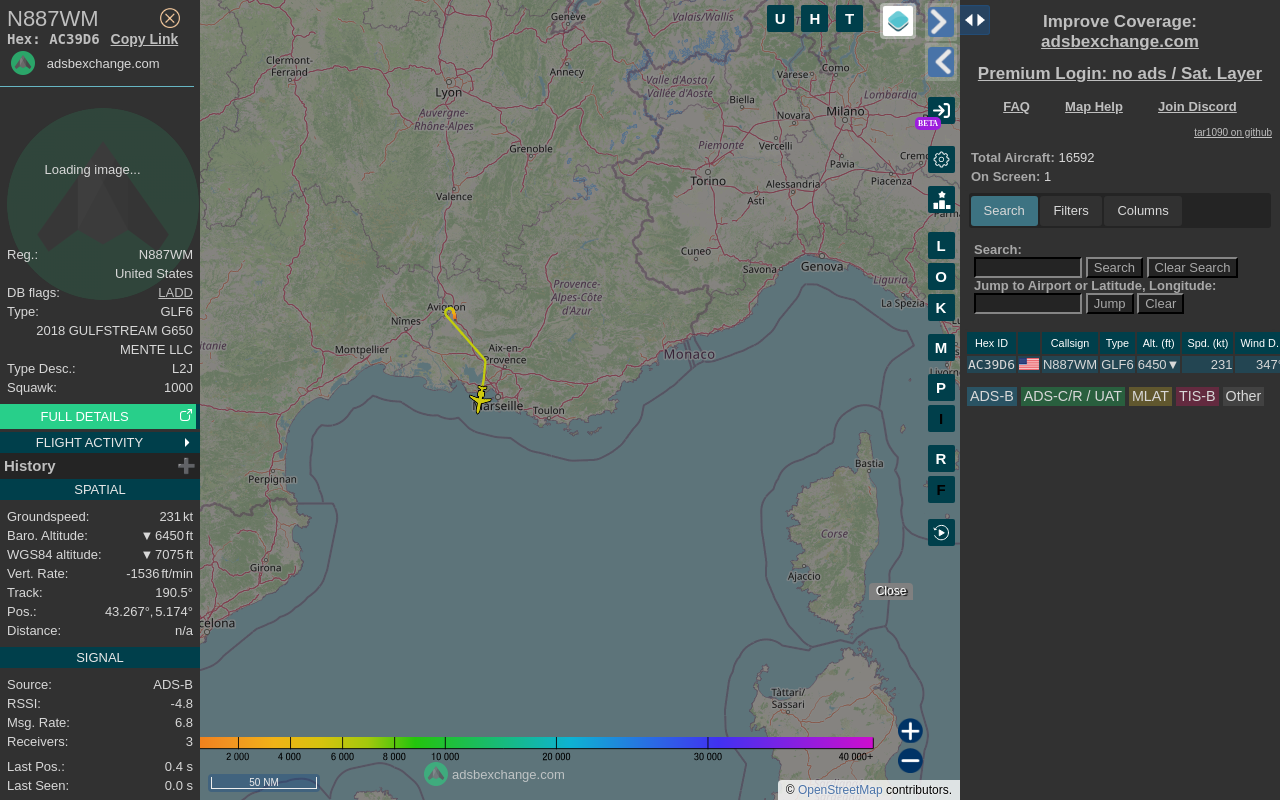 N887WM
Hex: AC39D6 Copy Link
adsbexchange.com
Loading image...
Reg.: N887WM
United States
DB flags: LADD
Type: GLF6
2018 GULFSTREAM G650
MENTE LLC
Type Desc.: L2J
Squawk: 1000
FULL DETAILS
FLIGHT ACTIVITY
History
SPATIAL
Groundspeed: 231 kt
Baro. Altitude: ▼ 6450 ft
WGS84 altitude: ▼ 7075 ft
Vert. Rate: -1536 ft/min
Track: 190.5°
Pos.: 43.267°, 5.174°
Distance: n/a
SIGNAL
Source: ADS-B
RSSI: -4.8
Msg. Rate: 6.8
Receivers: 3
Last Pos.: 0.4 s
Last Seen: 0.0 s
Genève
Valais/Wallis
Clermont-
Ferrand
Annecy
Lyon
Valle d'Aosta /
Vallée d'Aoste
Varese
Como
Lombardia
Biella
Novara
Milano
Auvergne-
Rhône-Alpes
Grenoble
Piemonte
Vercelli
Pavia
Crem
Piacenza
Torino
Alessandria
Asti
Valence
Cuneo
Parma
Savona
Genova
Liguria
La Spezia
Provence-
Alpes-Côte
d'Azur
Avignon
Nîmes
itanie
Montpellier
Aix-en-
Provence
Monaco
Livorno
Marseille
Toulon
Perpignan
Bastia
Girona
Corse
Ajaccio
celona
Tàttari/
Sassari
U H T
BETA
L
O
K
M
P
I
R
F
Close
2 000 4 000 6 000 8 000 10 000 20 000 30 000 40 000+
50 NM
adsbexchange.com
© OpenStreetMap contributors.
Improve Coverage:
adsbexchange.com
Premium Login: no ads / Sat. Layer
FAQ Map Help Join Discord
tar1090 on github
Total Aircraft: 16592
On Screen: 1
Search Filters Columns
Search:
Search Clear Search
Jump to Airport or Latitude, Longitude:
Jump Clear
Hex ID Callsign Type Alt. (ft) Spd. (kt) Wind D.
AC39D6 N887WM GLF6 6450▼ 231 347°
ADS-B ADS-C/R / UAT MLAT TIS-B Other